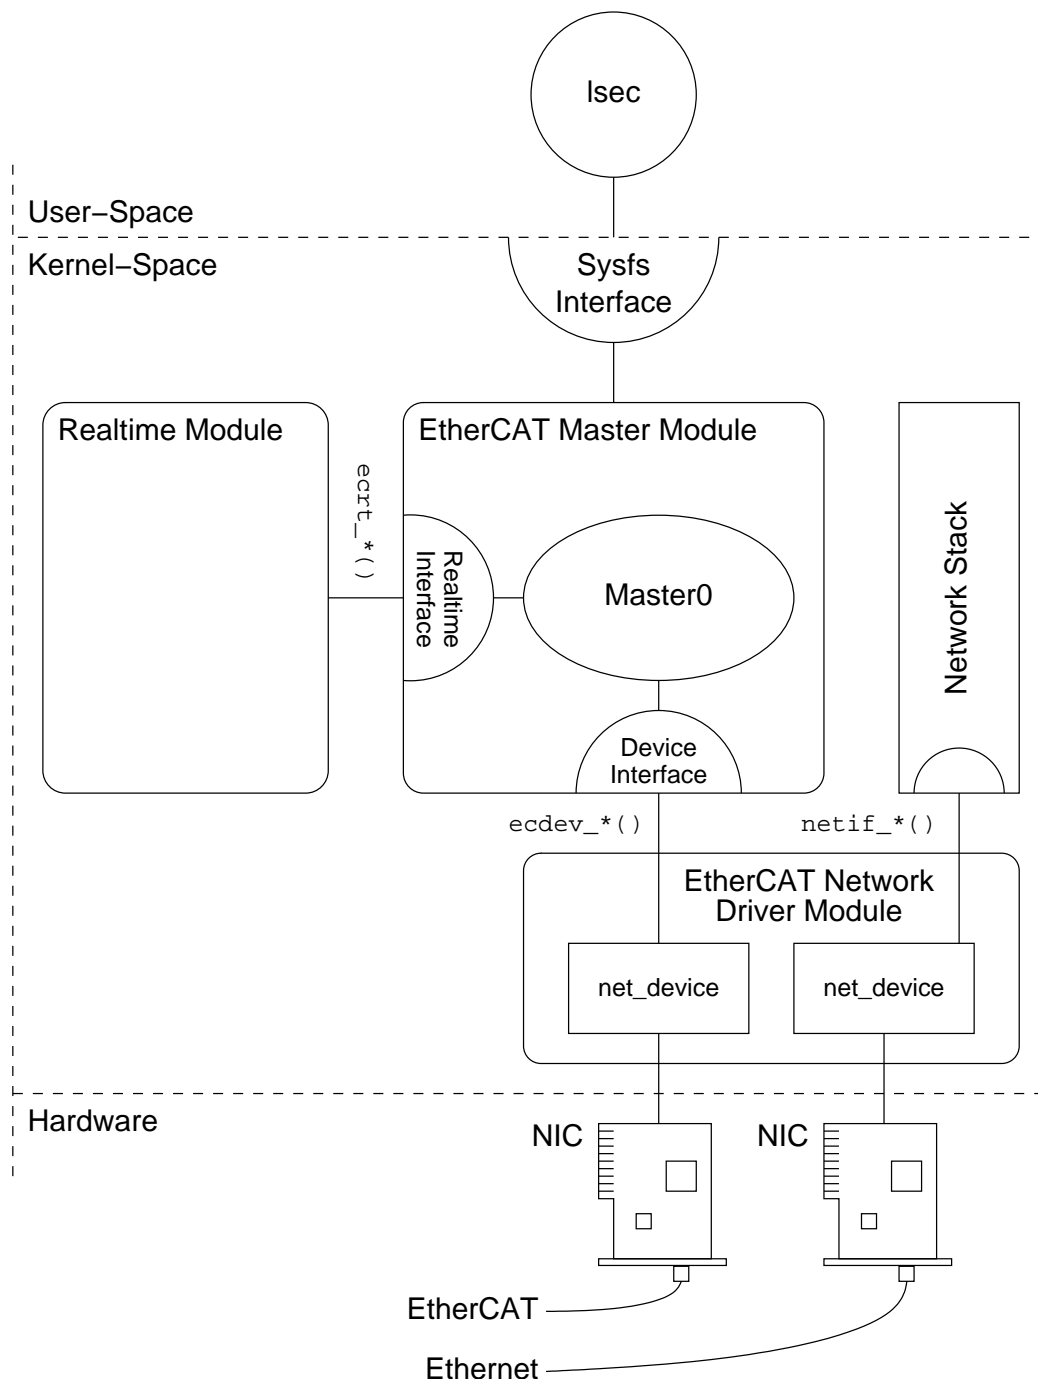 lsec
User−Space
Kernel−Space
Sysfs
Interface
Realtime Module
EtherCAT Master Module
ecrt_*()
Realtime
Interface
Master0
Network Stack
Device
Interface
ecdev_*()
netif_*()
EtherCAT Network
Driver Module
net_device
net_device
Hardware
NIC
NIC
EtherCAT
Ethernet